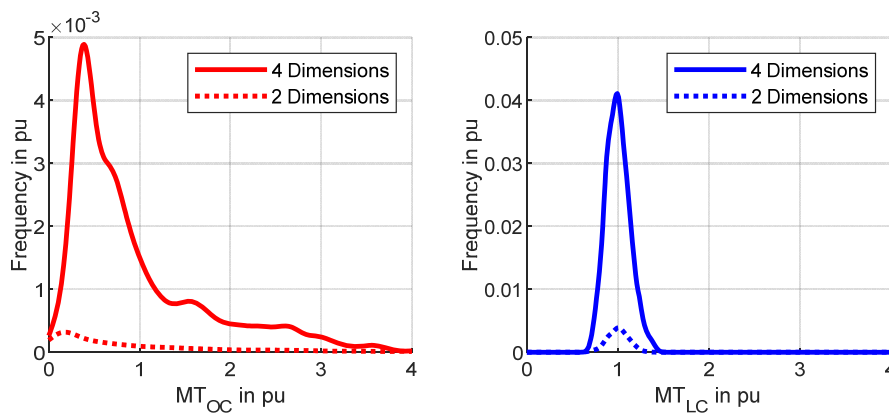 ×10⁻³
5
4
3
2
1
0
Frequency in pu
4 Dimensions
2 Dimensions
0 1 2 3 4
MT_OC in pu
0.05
0.04
0.03
0.02
0.01
0
Frequency in pu
4 Dimensions
2 Dimensions
0 1 2 3 4
MT_LC in pu